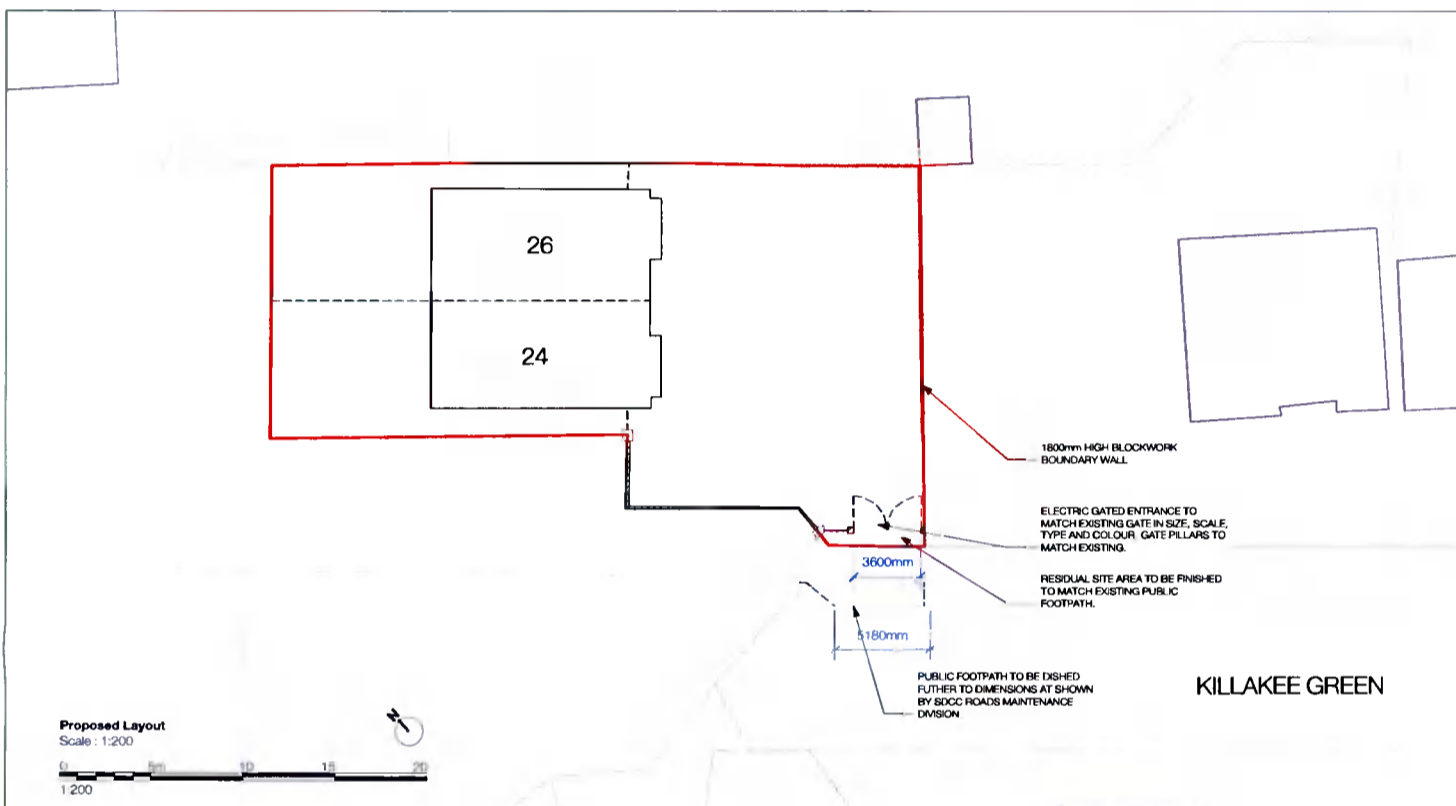 26
24
1800mm HIGH BLOCKWORK
BOUNDARY WALL
ELECTRIC GATED ENTRANCE TO
MATCH EXISTING GATE IN SIZE, SCALE,
TYPE AND COLOUR. GATE PILLARS TO
MATCH EXISTING.
3600mm
RESIDUAL SITE AREA TO BE FINISHED
TO MATCH EXISTING PUBLIC
FOOTPATH.
5180mm
PUBLIC FOOTPATH TO BE DISHED
FUTHER TO DIMENSIONS AT SHOWN
BY SDCC ROADS MAINTENANCE
DIVISION
KILLAKEE GREEN
Proposed Layout
Scale : 1:200
N
0 5m 10 15 20
1:200